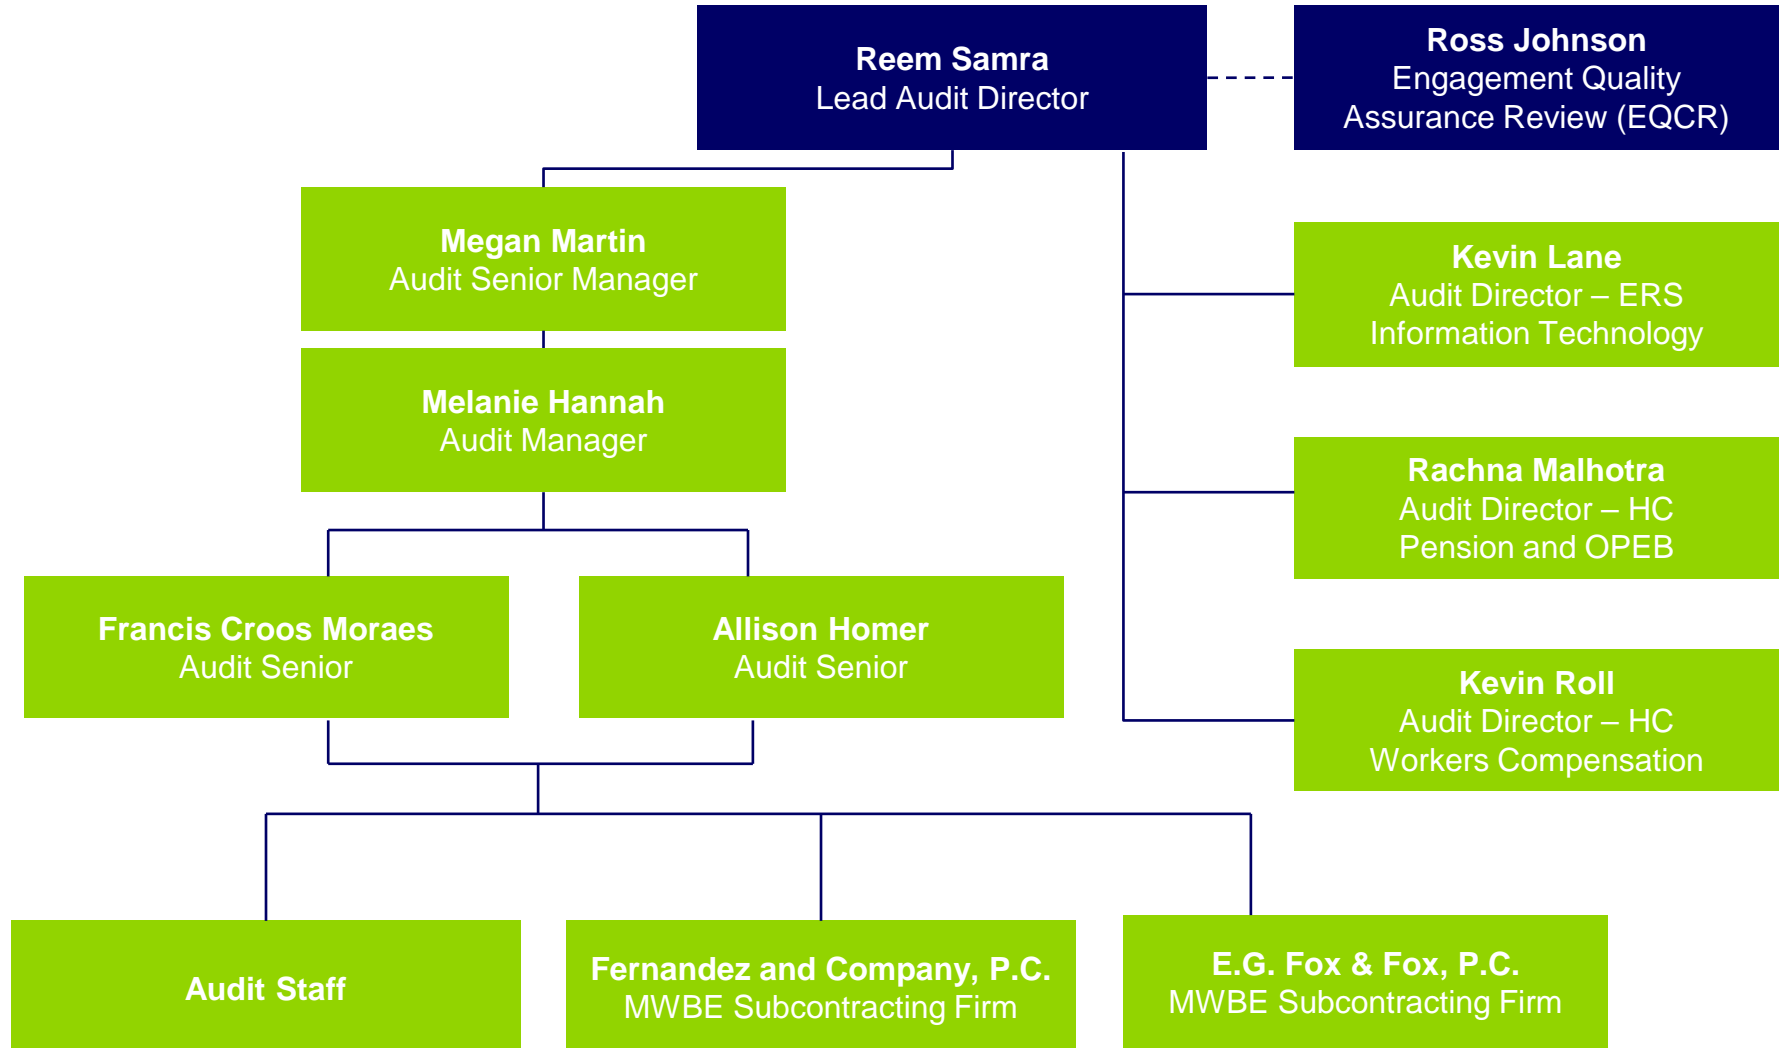 Reem Samra
Lead Audit Director
Ross Johnson
Engagement Quality
Assurance Review (EQCR)
Megan Martin
Audit Senior Manager
Kevin Lane
Audit Director – ERS
Information Technology
Melanie Hannah
Audit Manager
Rachna Malhotra
Audit Director – HC
Pension and OPEB
Francis Croos Moraes
Audit Senior
Allison Homer
Audit Senior
Kevin Roll
Audit Director – HC
Workers Compensation
Audit Staff
Fernandez and Company, P.C.
MWBE Subcontracting Firm
E.G. Fox & Fox, P.C.
MWBE Subcontracting Firm